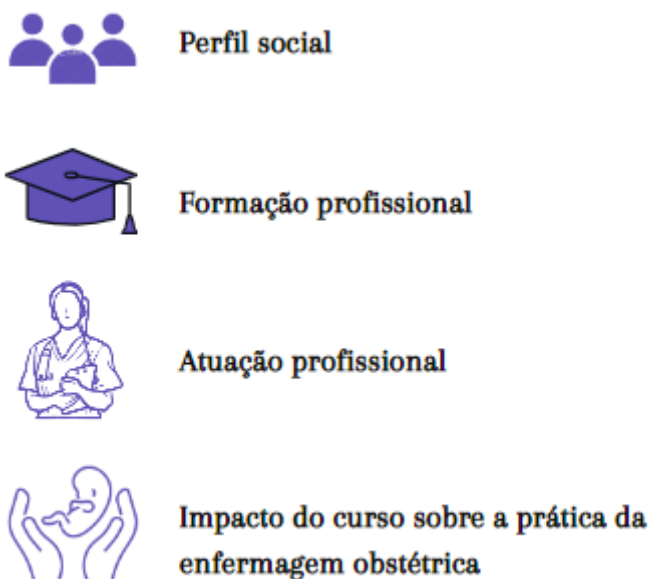 Perfil social
Formação profissional
Atuação profissional
Impacto do curso sobre a prática da
enfermagem obstétrica